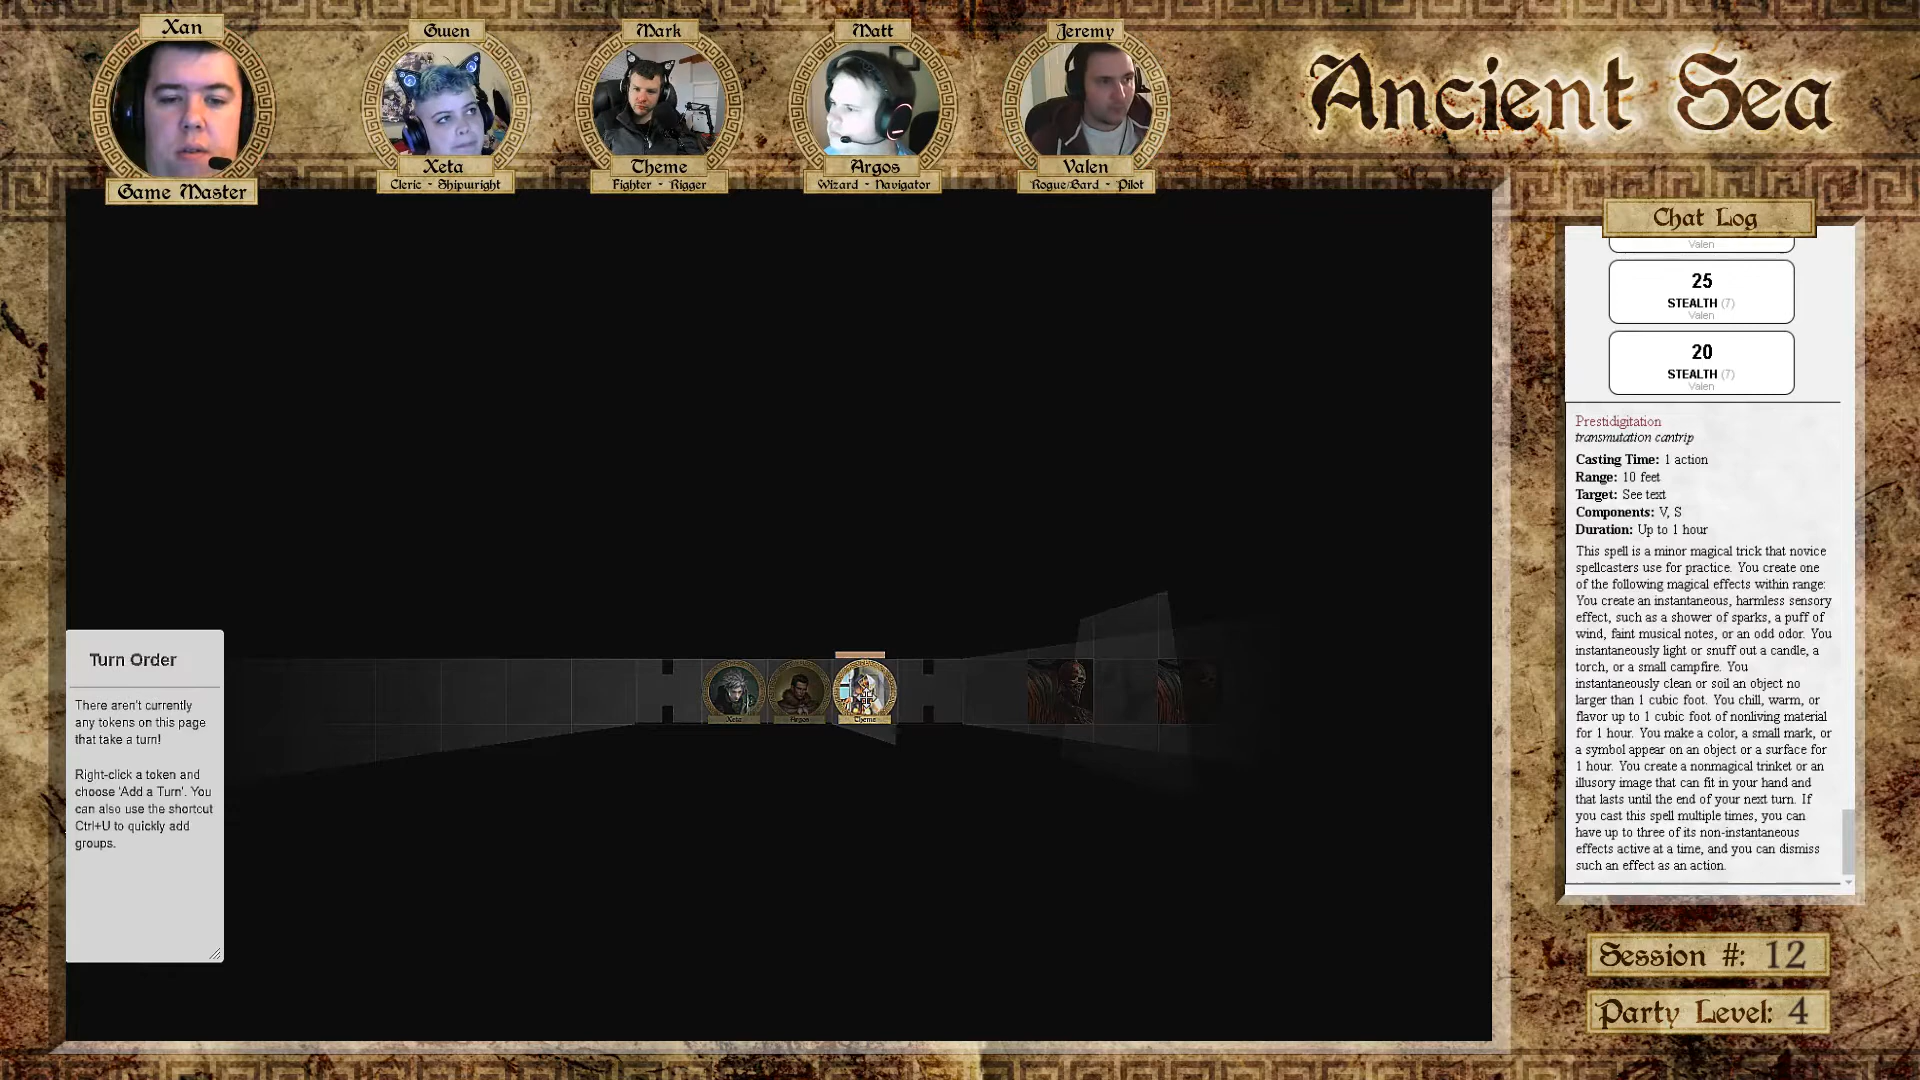 Xan
Gwen
Mark
Matt
Jeremy
Ancient Sea
Game Master
Xeta
Cleric - Shipwright
Theme
Fighter - Rigger
Argos
Wizard - Navigator
Valen
Rogue/Bard - Pilot
Chat Log
Valen
25
STEALTH (7)
Valen
20
STEALTH (7)
Valen
Prestidigitation
transmutation cantrip
Casting Time: 1 action
Range: 10 feet
Target: See text
Components: V, S
Duration: Up to 1 hour
This spell is a minor magical trick that novice
spellcasters use for practice. You create one
of the following magical effects within range:
You create an instantaneous, harmless sensory
effect, such as a shower of sparks, a puff of
wind, faint musical notes, or an odd odor. You
instantaneously light or snuff out a candle, a
torch, or a small campfire. You
instantaneously clean or soil an object no
larger than 1 cubic foot. You chill, warm, or
flavor up to 1 cubic foot of nonliving material
for 1 hour. You make a color, a small mark, or
a symbol appear on an object or a surface for
1 hour. You create a nonmagical trinket or an
illusory image that can fit in your hand and
that lasts until the end of your next turn. If
you cast this spell multiple times, you can
have up to three of its non-instantaneous
effects active at a time, and you can dismiss
such an effect as an action.
Turn Order
There aren't currently
any tokens on this page
that take a turn!
Right-click a token and
choose 'Add a Turn'. You
can also use the shortcut
Ctrl+U to quickly add
groups.
Xeta
Argos
Theme
Session #: 12
Party Level: 4